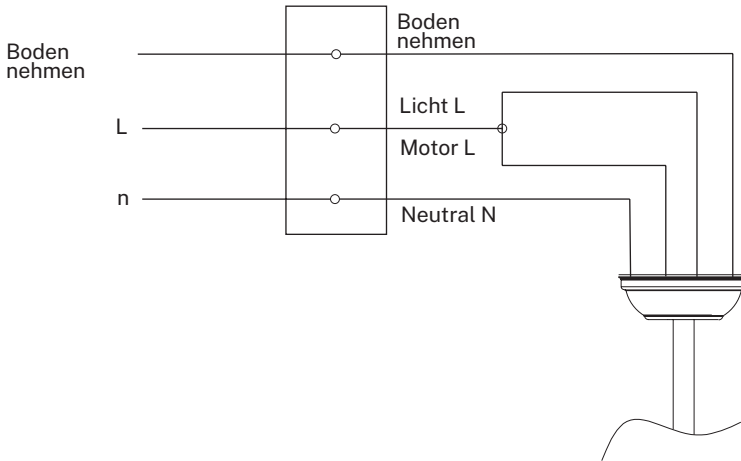 Boden
nehmen
Boden
nehmen
L
Licht L
Motor L
n
Neutral N